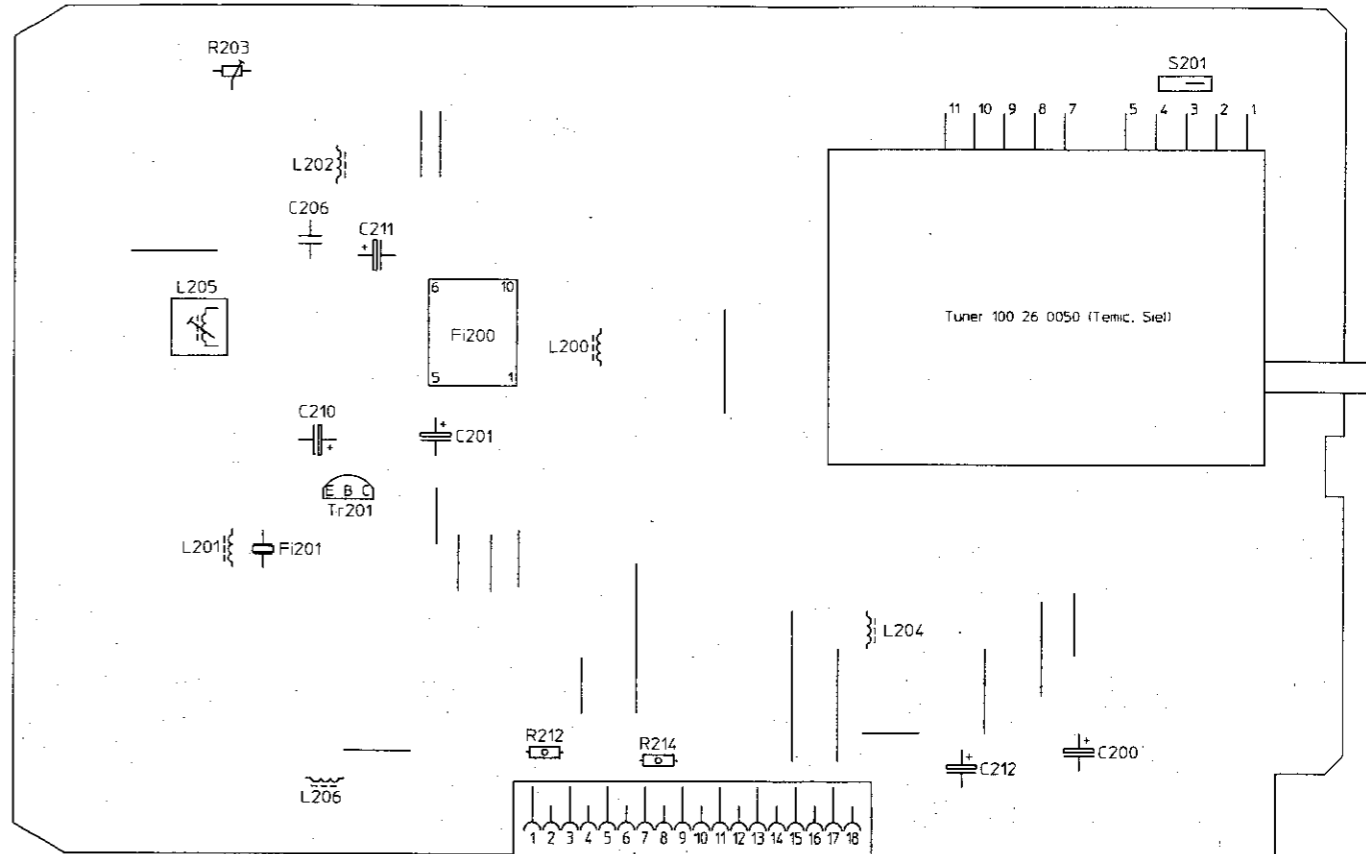 R203
S201
11 10 9 8 7 5 4 3 2 1
L202
C206
C211
L205
6 10
Fi200
5 1
L200
Tuner 100 26 0050 (Temic, Siel)
C210
C201
E B C
Tr201
L201
Fi201
L204
R212
R214
C212
C200
L206
1 2 3 4 5 6 7 8 9 10 11 12 13 14 15 16 17 18